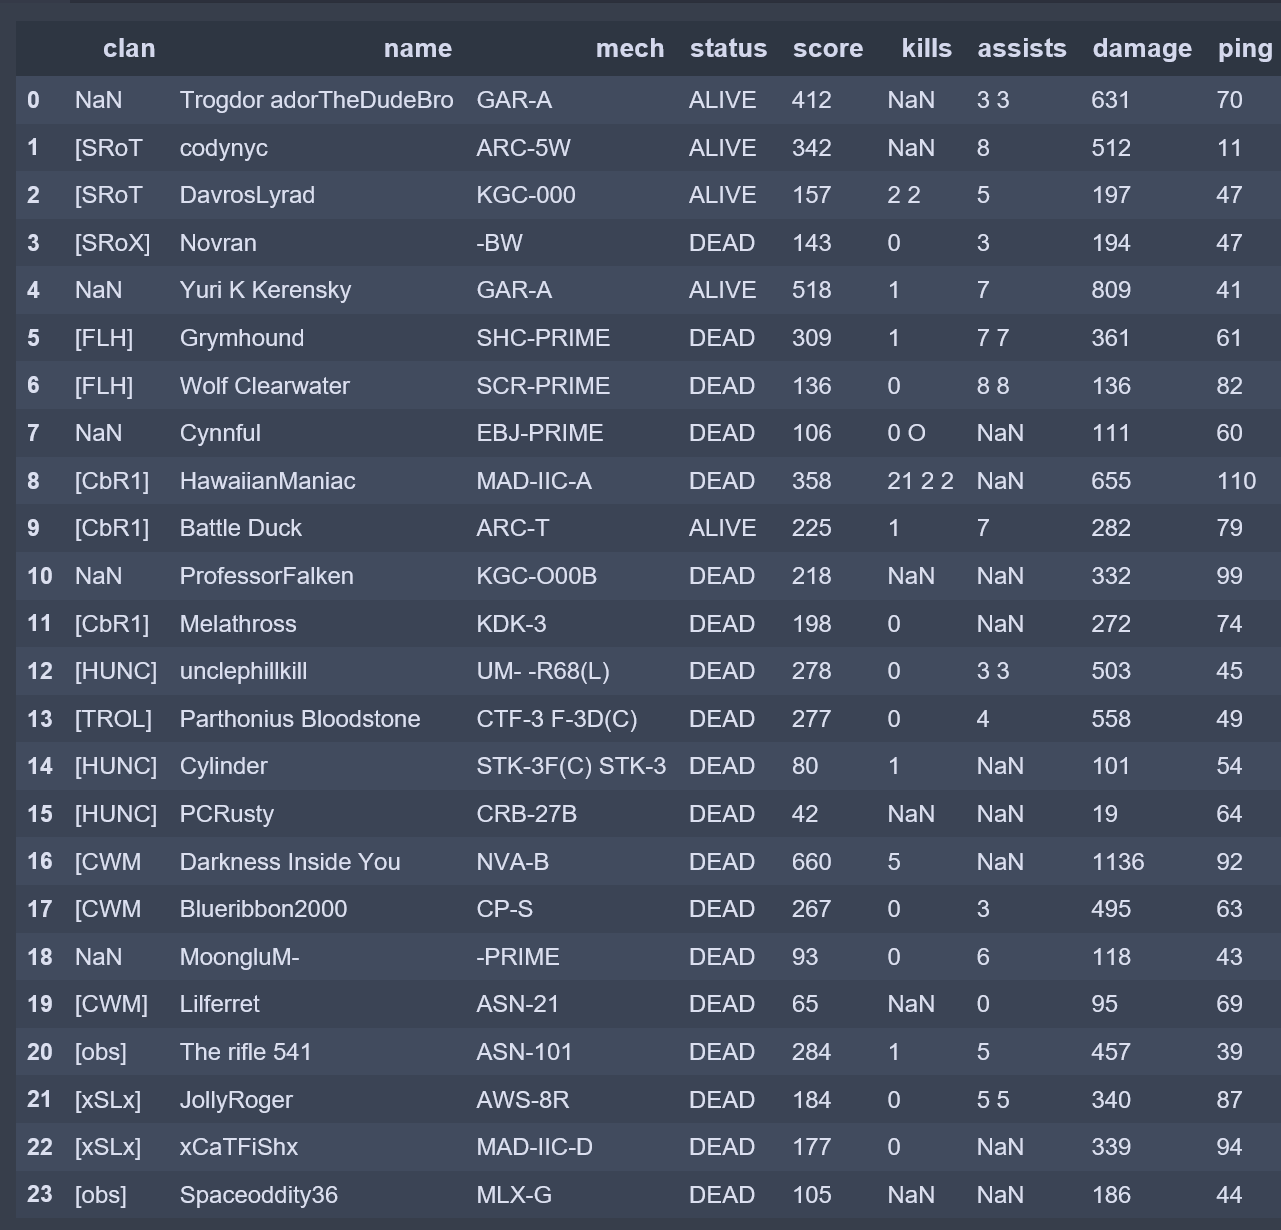 clan name mech status score kills assists damage ping
0 NaN Trogdor adorTheDudeBro GAR-A ALIVE 412 NaN 3 3 631 70
1 [SRoT codynyc ARC-5W ALIVE 342 NaN 8 512 11
2 [SRoT DavrosLyrad KGC-000 ALIVE 157 2 2 5 197 47
3 [SRoX] Novran -BW DEAD 143 0 3 194 47
4 NaN Yuri K Kerensky GAR-A ALIVE 518 1 7 809 41
5 [FLH] Grymhound SHC-PRIME DEAD 309 1 7 7 361 61
6 [FLH] Wolf Clearwater SCR-PRIME DEAD 136 0 8 8 136 82
7 NaN Cynnful EBJ-PRIME DEAD 106 0 O NaN 111 60
8 [CbR1] HawaiianManiac MAD-IIC-A DEAD 358 21 2 2 NaN 655 110
9 [CbR1] Battle Duck ARC-T ALIVE 225 1 7 282 79
10 NaN ProfessorFalken KGC-O00B DEAD 218 NaN NaN 332 99
11 [CbR1] Melathross KDK-3 DEAD 198 0 NaN 272 74
12 [HUNC] unclephillkill UM- -R68(L) DEAD 278 0 3 3 503 45
13 [TROL] Parthonius Bloodstone CTF-3 F-3D(C) DEAD 277 0 4 558 49
14 [HUNC] Cylinder STK-3F(C) STK-3 DEAD 80 1 NaN 101 54
15 [HUNC] PCRusty CRB-27B DEAD 42 NaN NaN 19 64
16 [CWM Darkness Inside You NVA-B DEAD 660 5 NaN 1136 92
17 [CWM Blueribbon2000 CP-S DEAD 267 0 3 495 63
18 NaN MoongluM- -PRIME DEAD 93 0 6 118 43
19 [CWM] Lilferret ASN-21 DEAD 65 NaN 0 95 69
20 [obs] The rifle 541 ASN-101 DEAD 284 1 5 457 39
21 [xSLx] JollyRoger AWS-8R DEAD 184 0 5 5 340 87
22 [xSLx] xCaTFiShx MAD-IIC-D DEAD 177 0 NaN 339 94
23 [obs] Spaceoddity36 MLX-G DEAD 105 NaN NaN 186 44